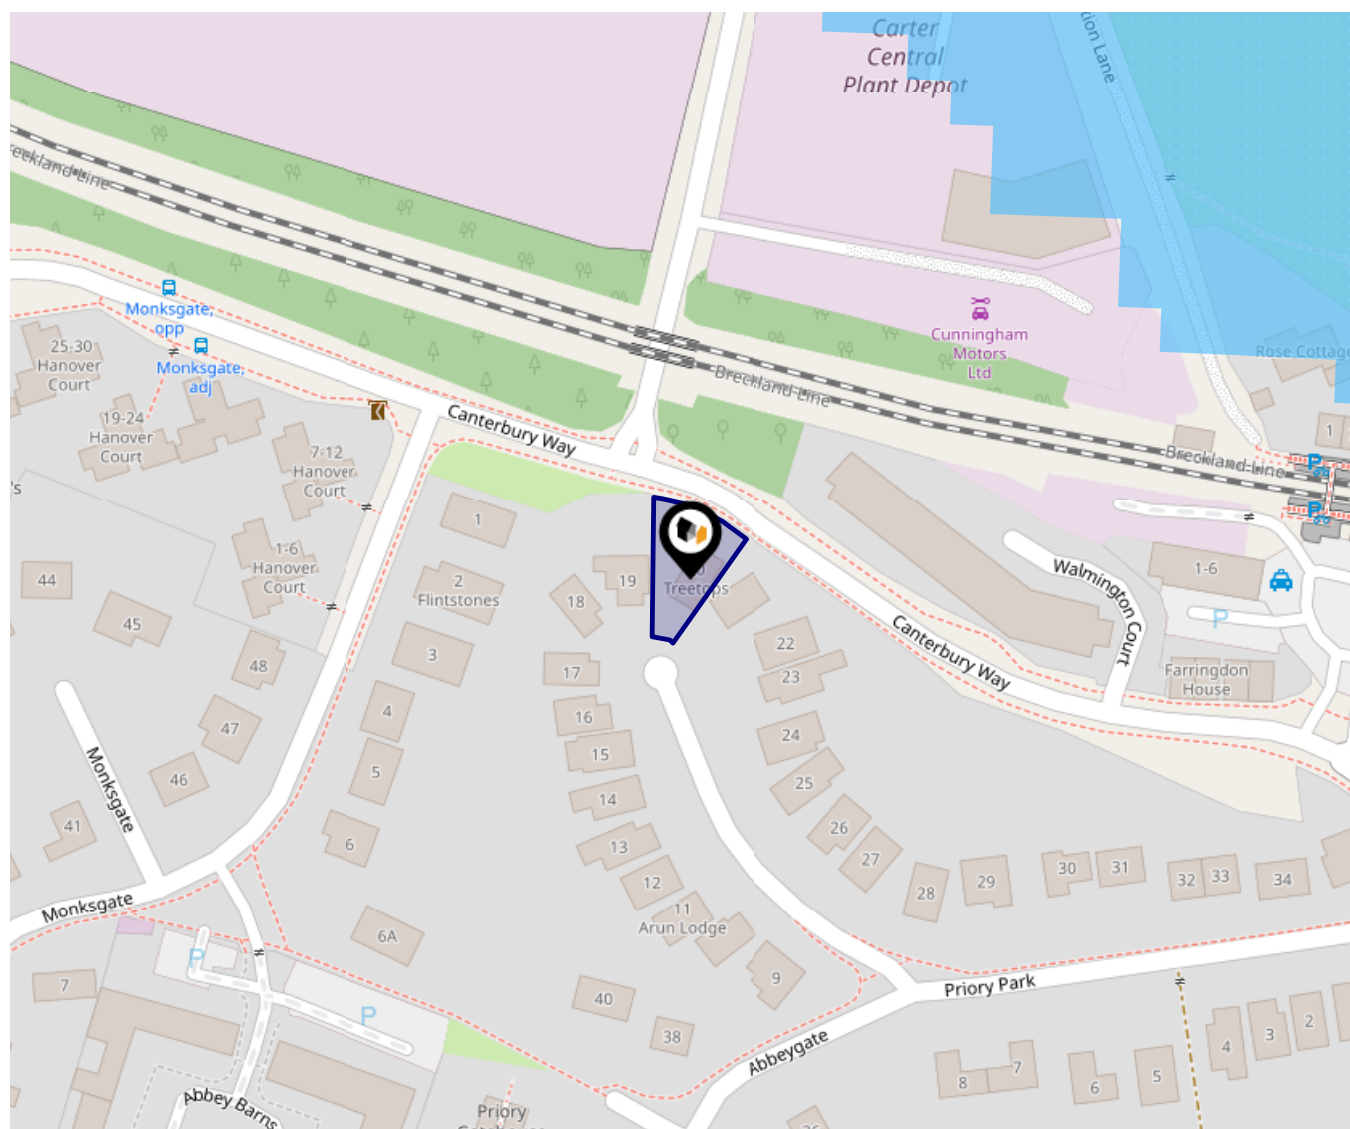 Carter
Central
Plant Depot
Breckland Line
Monksgate,
opp
Monksgate,
adj
25-30
Hanover
Court
19-24
Hanover
Court
7-12
Hanover
Court
1-6
Hanover
Court
Canterbury Way
Breckland Line
Cunningham
Motors
Ltd
Rose Cottage
1
Breckland Line
P
P
's
44
45
48
47
46
41
1
2
Flintstones
3
4
5
6
6A
19
18
Treetops
17
16
15
14
13
12
11
Arun Lodge
9
22
23
24
25
26
27
28
29
30
31
32
33
34
Canterbury Way
Walmington Court
1-6
P
Farringdon
House
Monksgate
Monksgate
P
P
7
40
38
Abbey Barns
Priory
Abbeygate
Priory Park
8
7
6
5
4
3
2